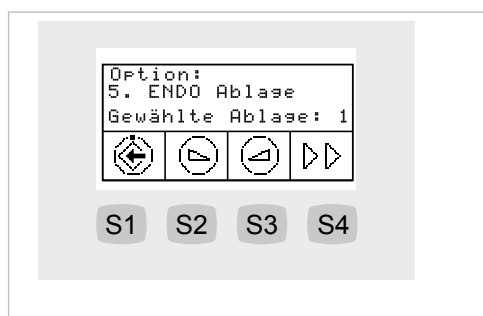 Option:
5. ENDO Ablage
Gewählte Ablage: 1
S1 S2 S3 S4